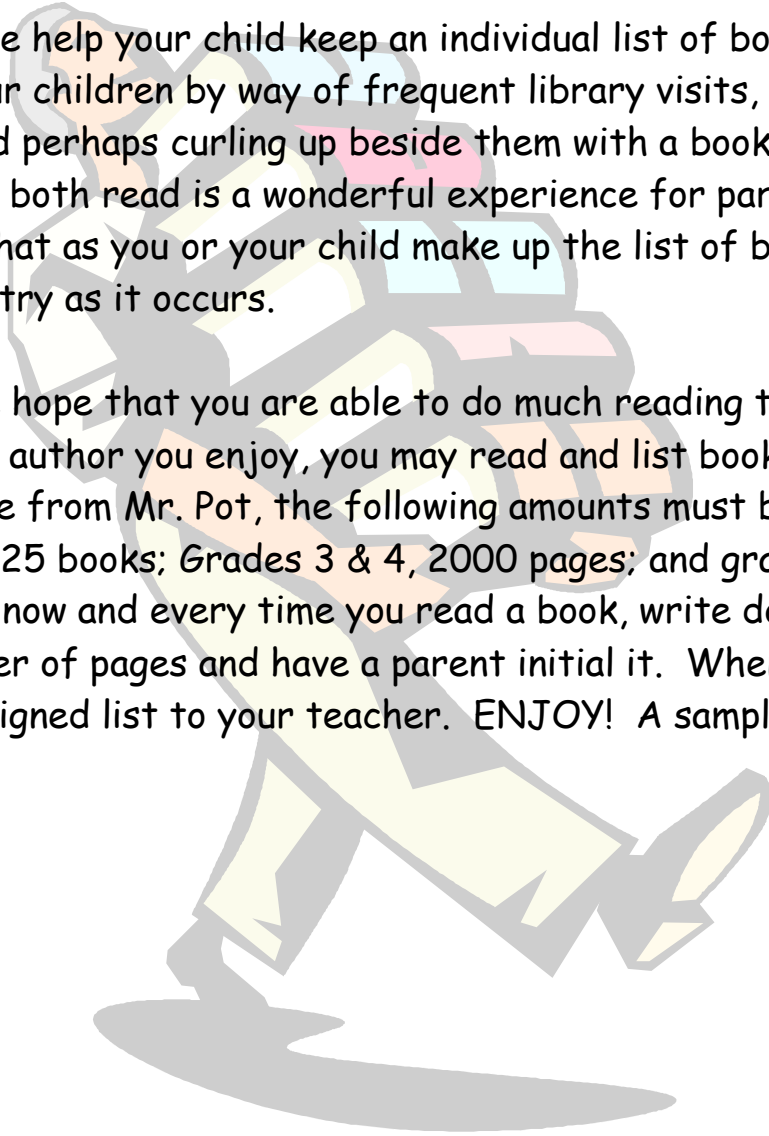 e help your child keep an individual list of bo
ur children by way of frequent library visits,
d perhaps curling up beside them with a book
both read is a wonderful experience for par
hat as you or your child make up the list of b
try as it occurs.
hope that you are able to do much reading t
author you enjoy, you may read and list book
e from Mr. Pot, the following amounts must b
25 books; Grades 3 & 4, 2000 pages; and gra
now and every time you read a book, write do
er of pages and have a parent initial it.  Whe
igned list to your teacher.  ENJOY!  A sampl